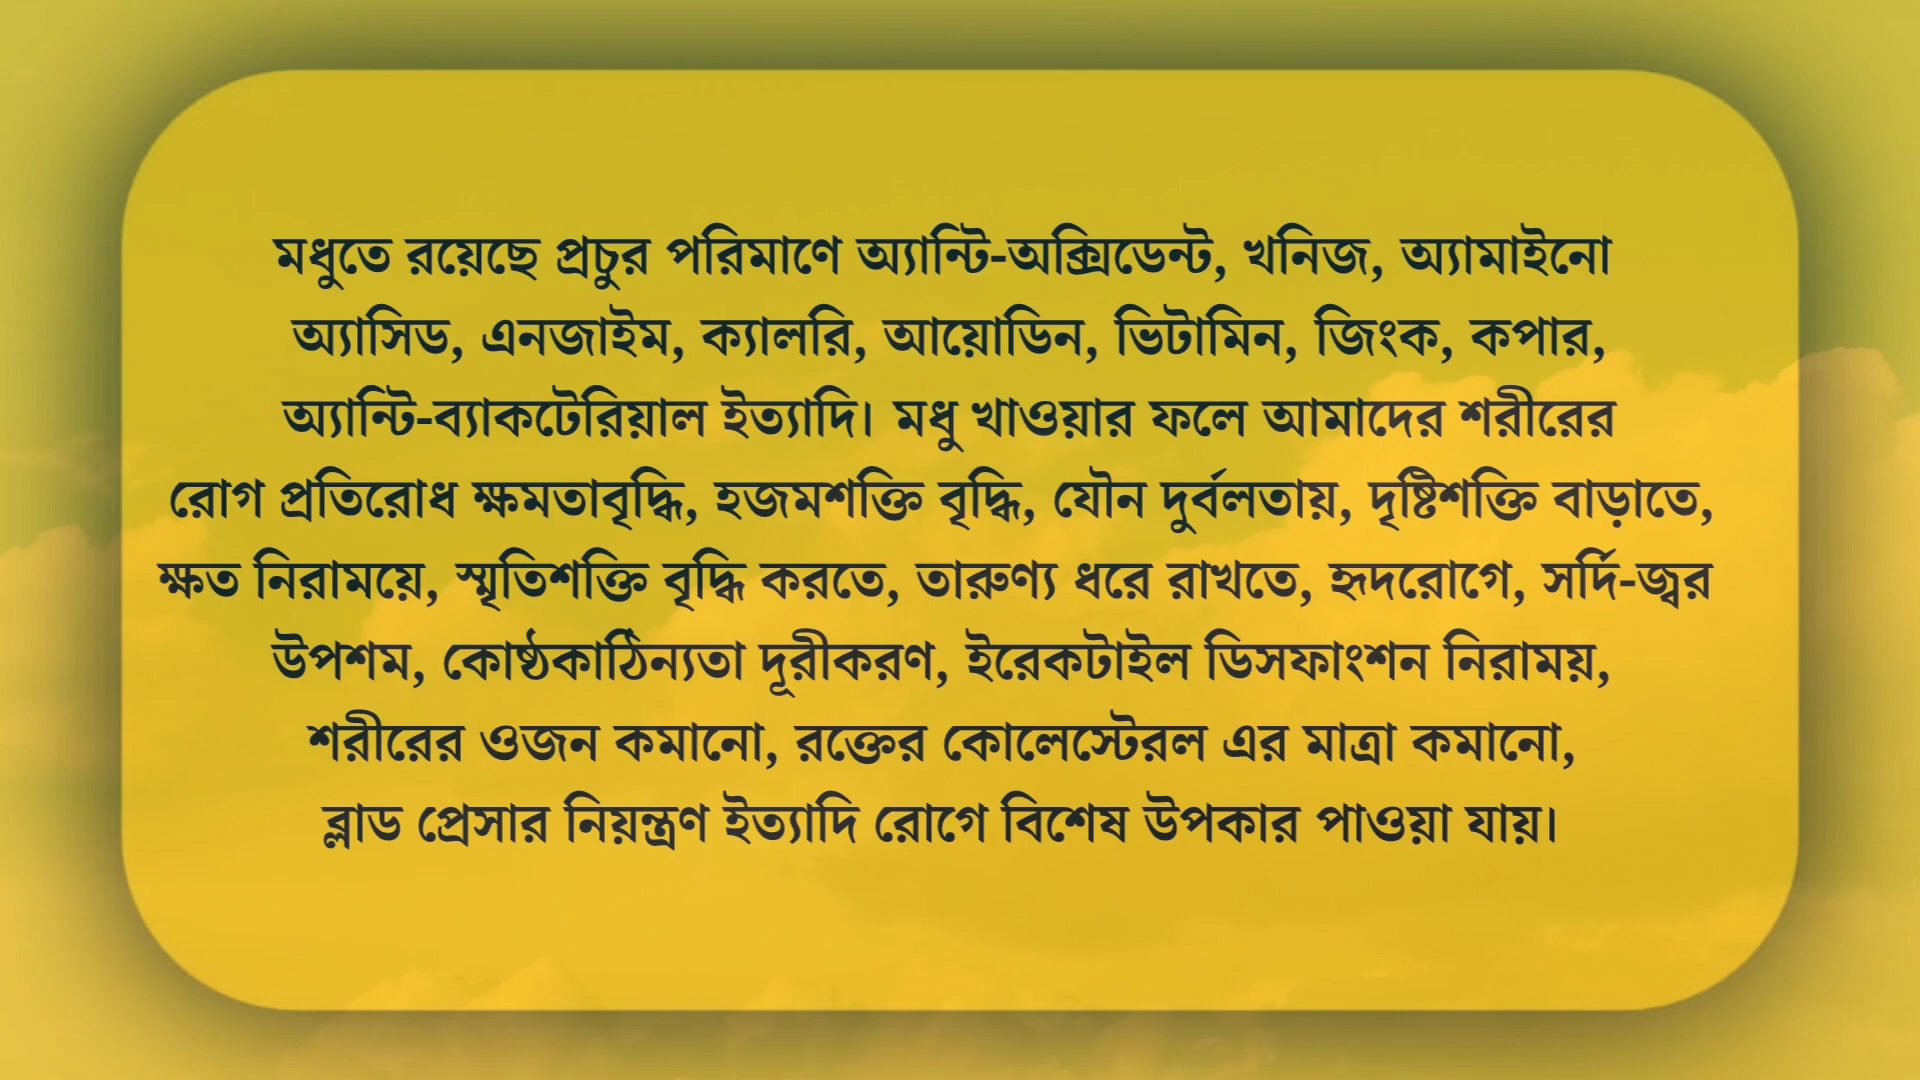 মধুতে রয়েছে প্রচুর পরিমাণে অ্যান্টি-অক্সিডেন্ট, খনিজ, অ্যামাইনো
অ্যাসিড, এনজাইম, ক্যালরি, আয়োডিন, ভিটামিন, জিংক, কপার,
অ্যান্টি-ব্যাকটেরিয়াল ইত্যাদি। মধু খাওয়ার ফলে আমাদের শরীরের
রোগ প্রতিরোধ ক্ষমতাবৃদ্ধি, হজমশক্তি বৃদ্ধি, যৌন দুর্বলতায়, দৃষ্টিশক্তি বাড়াতে,
ক্ষত নিরাময়ে, স্মৃতিশক্তি বৃদ্ধি করতে, তারুণ্য ধরে রাখতে, হৃদরোগে, সর্দি-জ্বর
উপশম, কোষ্ঠকাঠিন্যতা দূরীকরণ, ইরেকটাইল ডিসফাংশন নিরাময়,
শরীরের ওজন কমানো, রক্তের কোলেস্টেরল এর মাত্রা কমানো,
ব্লাড প্রেসার নিয়ন্ত্রণ ইত্যাদি রোগে বিশেষ উপকার পাওয়া যায়।